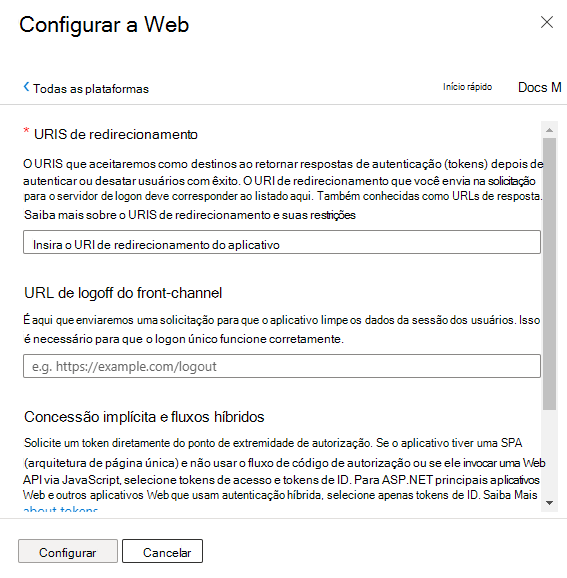 Configurar a Web
Todas as plataformas
Início rápido
Docs M
* URIS de redirecionamento
O URIS que aceitaremos como destinos ao retornar respostas de autenticação (tokens) depois de
autenticar ou desatar usuários com êxito. O URI de redirecionamento que você envia na solicitação
para o servidor de logon deve corresponder ao listado aqui. Também conhecidas como URLs de resposta.
Saiba mais sobre o URIS de redirecionamento e suas restrições
Insira o URI de redirecionamento do aplicativo
URL de logoff do front-channel
É aqui que enviaremos uma solicitação para que o aplicativo limpe os dados da sessão dos usuários. Isso
é necessário para que o logon único funcione corretamente.
e.g. https://example.com/logout
Concessão implícita e fluxos híbridos
Solicite um token diretamente do ponto de extremidade de autorização. Se o aplicativo tiver uma SPA
(arquitetura de página única) e não usar o fluxo de código de autorização ou se ele invocar uma Web
API via JavaScript, selecione tokens de acesso e tokens de ID. Para ASP.NET principais aplicativos
Web e outros aplicativos Web que usam autenticação híbrida, selecione apenas tokens de ID. Saiba Mais
about tokens
Configurar
Cancelar